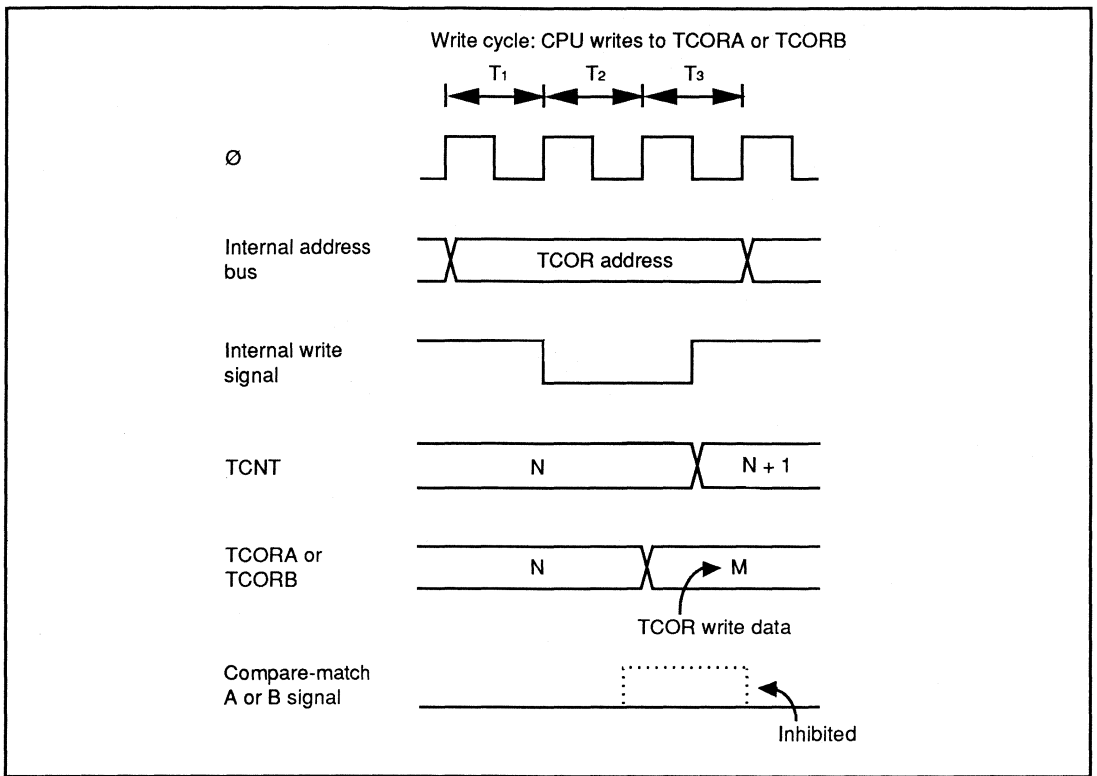 Write cycle: CPU writes to TCORA or TCORB
T1 T2 T3
Ø
Internal address
bus
TCOR address
Internal write
signal
TCNT
N
N + 1
TCORA or
TCORB
N
M
TCOR write data
Compare-match
A or B signal
Inhibited